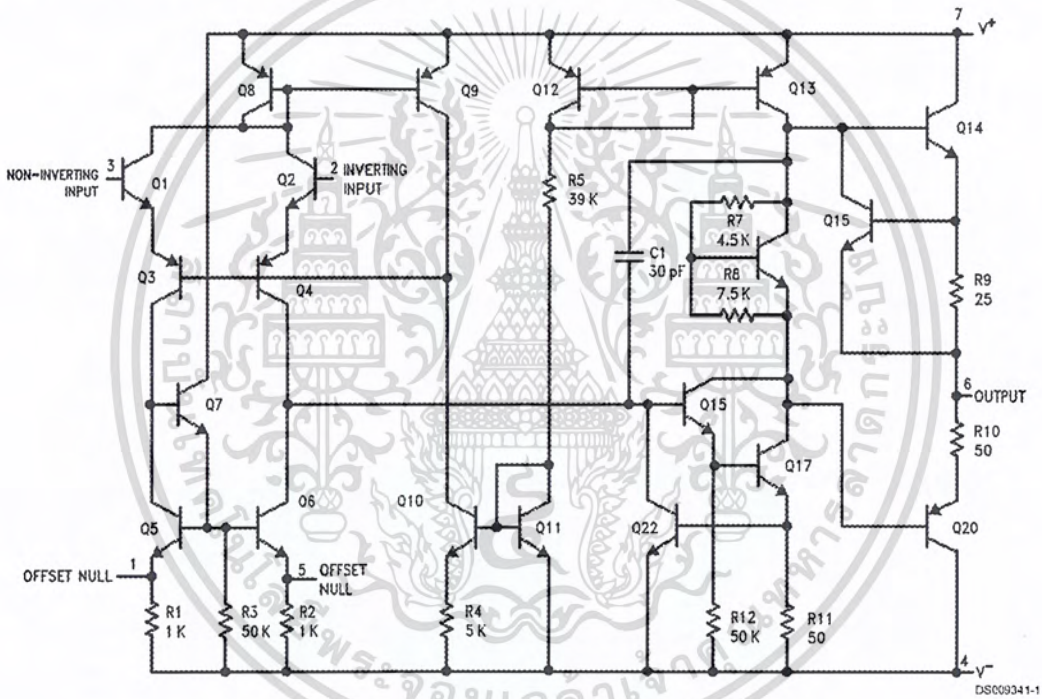 7 V+
Q8
Q9
Q12
Q13
Q14
3
NON-INVERTING
INPUT
Q1
Q2
2 INVERTING
INPUT
R5
39 K
Q15
R7
4.5 K
C1
30 pF
R8
7.5 K
Q3
Q4
R9
25
6
OUTPUT
Q7
Q15
Q17
R10
50
Q5
Q6
Q10
Q11
Q22
Q20
OFFSET NULL 1
5 OFFSET
NULL
R1
1 K
R3
50 K
R2
1 K
R4
5 K
R12
50 K
R11
50
4
V-
DS009341-1